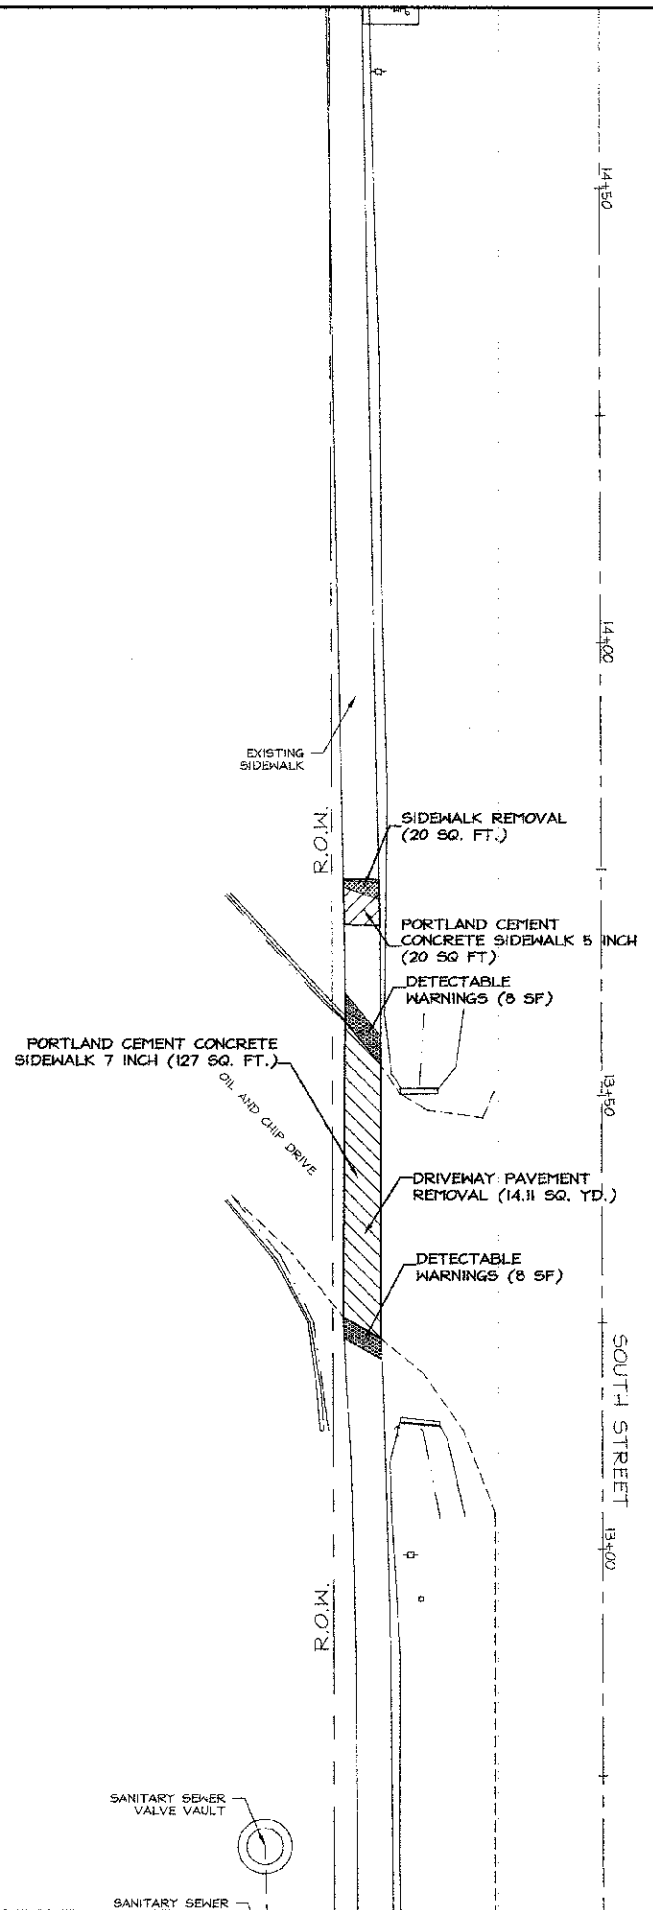 14+50
14+00
EXISTING
SIDEWALK
R.O.W.
SIDEWALK REMOVAL
(20 SQ. FT.)
PORTLAND CEMENT
CONCRETE SIDEWALK 5 INCH
(20 SQ FT)
DETECTABLE
WARNINGS (8 SF)
PORTLAND CEMENT CONCRETE
SIDEWALK 7 INCH (127 SQ. FT.)
OIL AND CHIP DRIVE
13+50
DRIVEWAY PAVEMENT
REMOVAL (14.11 SQ. YD.)
DETECTABLE
WARNINGS (8 SF)
SOUTH STREET
13+00
R.O.W.
SANITARY SEWER
VALVE VAULT
SANITARY SEWER